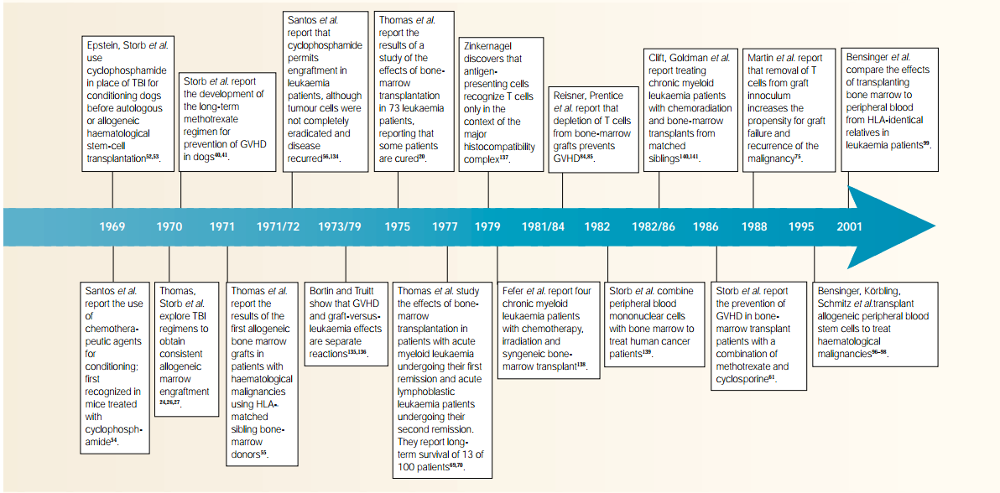 Epstein, Storb et al.
use
cyclophosphamide
in place of TBI for
conditioning dogs
before autologous
or allogeneic
haematological
stem-cell
transplantation52,53.
Storb et al. report
the development of
the long-term
methotrexate
regimen for
prevention of GVHD
in dogs40,41.
Santos et al.
report that
cyclophosphamide
permits
engraftment in
leukaemia
patients, although
tumour cells were
not completely
eradicated and
disease
recurred56,134.
Thomas et al.
report the
results of a
study of the
effects of bone-
marrow
transplantation
in 73 leukaemia
patients,
reporting that
some patients
are cured20.
Zinkernagel
discovers that
antigen-
presenting cells
recognize T cells
only in the
context of the
major
histocompatibility
complex137.
Reisner, Prentice
et al. report that
depletion of T cells
from bone-marrow
grafts prevents
GVHD84,85.
Clift, Goldman et al.
report treating
chronic myeloid
leukaemia patients
with chemoradiation
and bone-marrow
transplants from
matched
siblings140,141.
Martin et al. report
that removal of T
cells from graft
innoculum
increases the
propensity for graft
failure and
recurrence of the
malignancy75.
Bensinger et al.
compare the effects
of transplanting
bone marrow to
peripheral blood
from HLA-identical
relatives in
leukaemia patients99.
1969 1970 1971 1971/72 1973/79 1975 1977 1979 1981/84 1982 1982/86 1986 1988 1995 2001
Santos et al.
report the use
of
chemothera-
peutic agents
for
conditioning;
first
recognized in
mice treated
with
cyclophosph-
amide54.
Thomas,
Storb et al.
explore TBI
regimens to
obtain
consistent
allogeneic
marrow
engraftment
24,26,27.
Thomas et al.
report the
results of the
first allogeneic
bone marrow
grafts in
patients with
haematological
malignancies
using HLA-
matched
sibling bone-
marrow
donors55.
Bortin and Truitt
show that GVHD
and graft-versus-
leukaemia effects
are separate
reactions135,136.
Thomas et al. study
the effects of bone-
marrow
transplantation in
patients with acute
myeloid leukaemia
undergoing their first
remission and acute
lymphoblastic
leukaemia patients
undergoing their
second remission.
They report long-
term survival of 13 of
100 patients69,70.
Fefer et al. report four
chronic myeloid
leukaemia patients
with chemotherapy,
irradiation and
syngeneic bone-
marrow transplant138.
Storb et al. combine
peripheral blood
mononuclear cells
with bone-marrow to
treat human cancer
patients139.
Storb et al. report
the prevention of
GVHD in bone-
marrow transplant
patients with a
combination of
methotrexate and
cyclosporine61.
Bensinger, Körbling,
Schmitz et al.transplant
allogeneic peripheral blood
stem cells to treat
haematological
malignancies96–98.